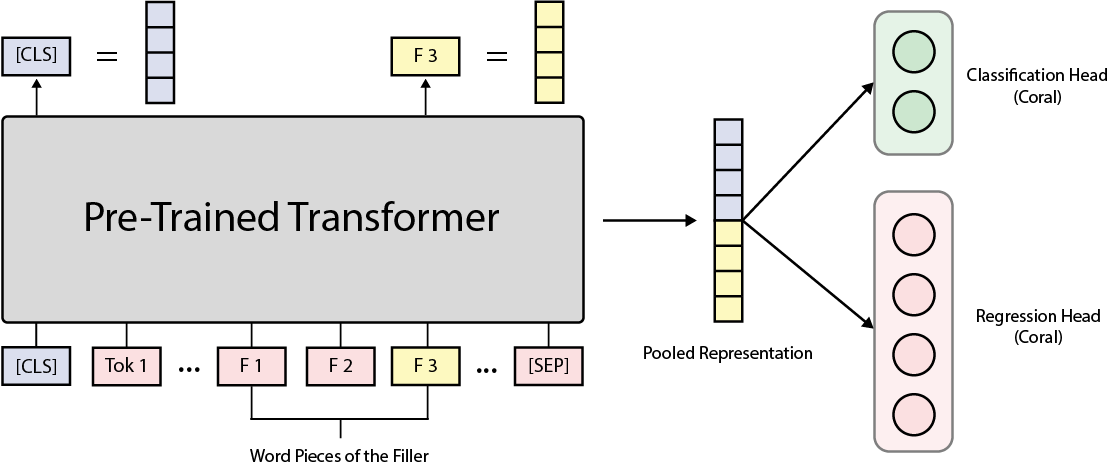 [CLS]
=
F 3
=
Classification Head
(Coral)
Pre-Trained Transformer
Regression Head
(Coral)
Pooled Representation
[CLS]
Tok 1
...
F 1
F 2
F 3
...
[SEP]
Word Pieces of the Filler